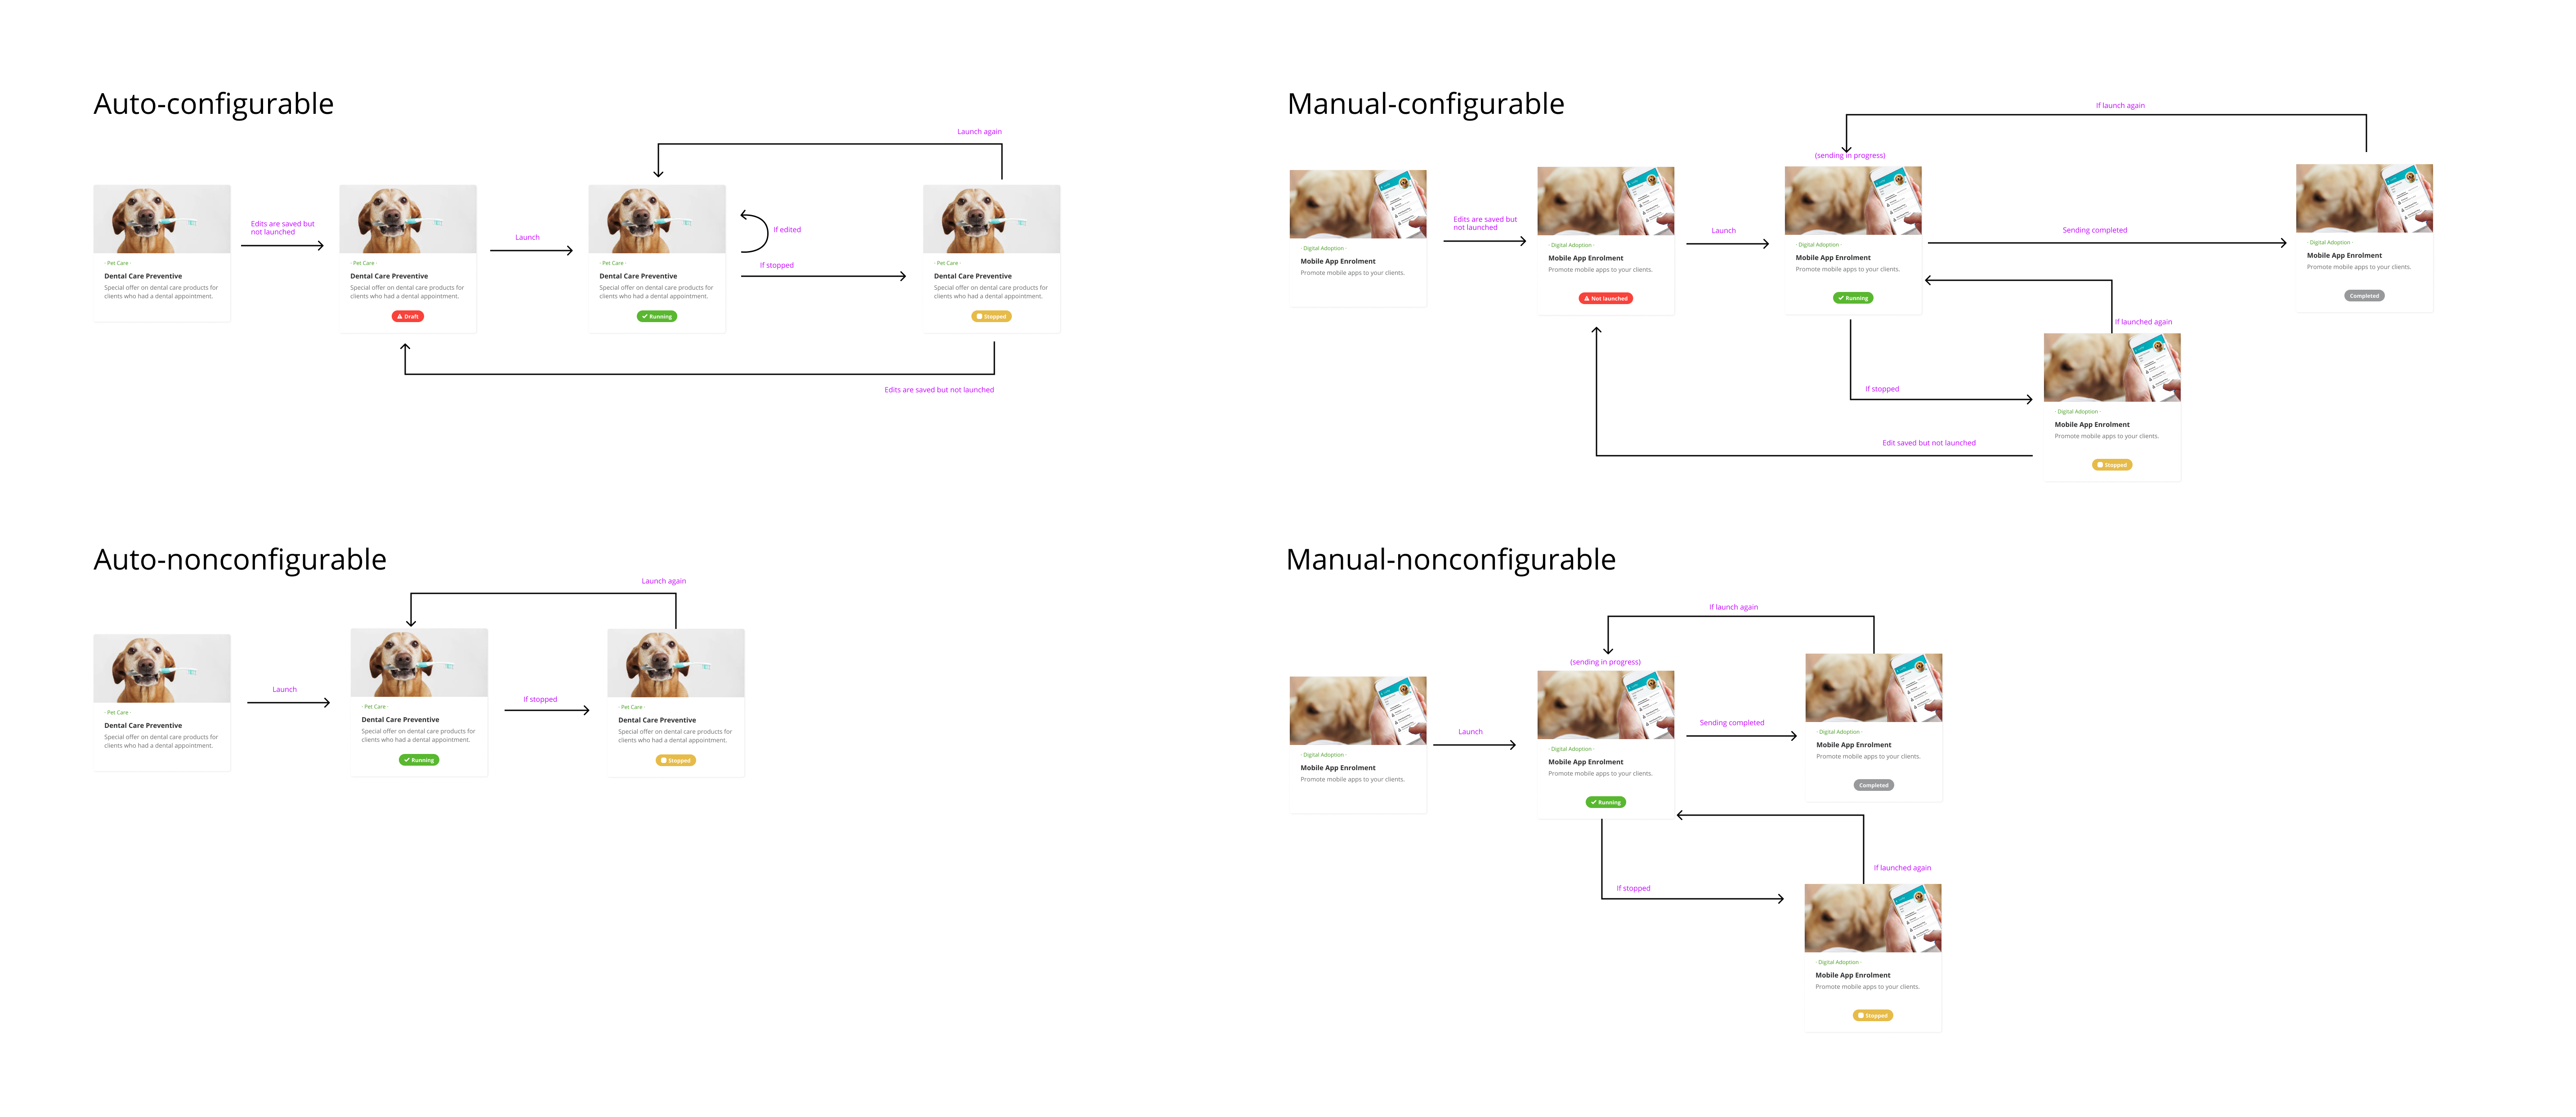 Auto-configurable
Launch again
Edits are saved but
not launched
Launch
If edited
If stopped
· Pet Care ·
Dental Care Preventive
Special offer on dental care products for
clients who had a dental appointment.
· Pet Care ·
Dental Care Preventive
Special offer on dental care products for
clients who had a dental appointment.
Draft
· Pet Care ·
Dental Care Preventive
Special offer on dental care products for
clients who had a dental appointment.
Running
· Pet Care ·
Dental Care Preventive
Special offer on dental care products for
clients who had a dental appointment.
Stopped
Edits are saved but not launched
Manual-configurable
If launch again
(sending in progress)
Edits are saved but
not launched
Launch
Sending completed
· Digital Adoption ·
Mobile App Enrolment
Promote mobile apps to your clients.
· Digital Adoption ·
Mobile App Enrolment
Promote mobile apps to your clients.
Not launched
· Digital Adoption ·
Mobile App Enrolment
Promote mobile apps to your clients.
Running
· Digital Adoption ·
Mobile App Enrolment
Promote mobile apps to your clients.
Completed
If launched again
If stopped
· Digital Adoption ·
Mobile App Enrolment
Promote mobile apps to your clients.
Stopped
Edit saved but not launched
Auto-nonconfigurable
Launch again
Launch
If stopped
· Pet Care ·
Dental Care Preventive
Special offer on dental care products for
clients who had a dental appointment.
· Pet Care ·
Dental Care Preventive
Special offer on dental care products for
clients who had a dental appointment.
Running
· Pet Care ·
Dental Care Preventive
Special offer on dental care products for
clients who had a dental appointment.
Stopped
Manual-nonconfigurable
If launch again
(sending in progress)
Launch
Sending completed
· Digital Adoption ·
Mobile App Enrolment
Promote mobile apps to your clients.
· Digital Adoption ·
Mobile App Enrolment
Promote mobile apps to your clients.
Running
· Digital Adoption ·
Mobile App Enrolment
Promote mobile apps to your clients.
Completed
If launched again
If stopped
· Digital Adoption ·
Mobile App Enrolment
Promote mobile apps to your clients.
Stopped